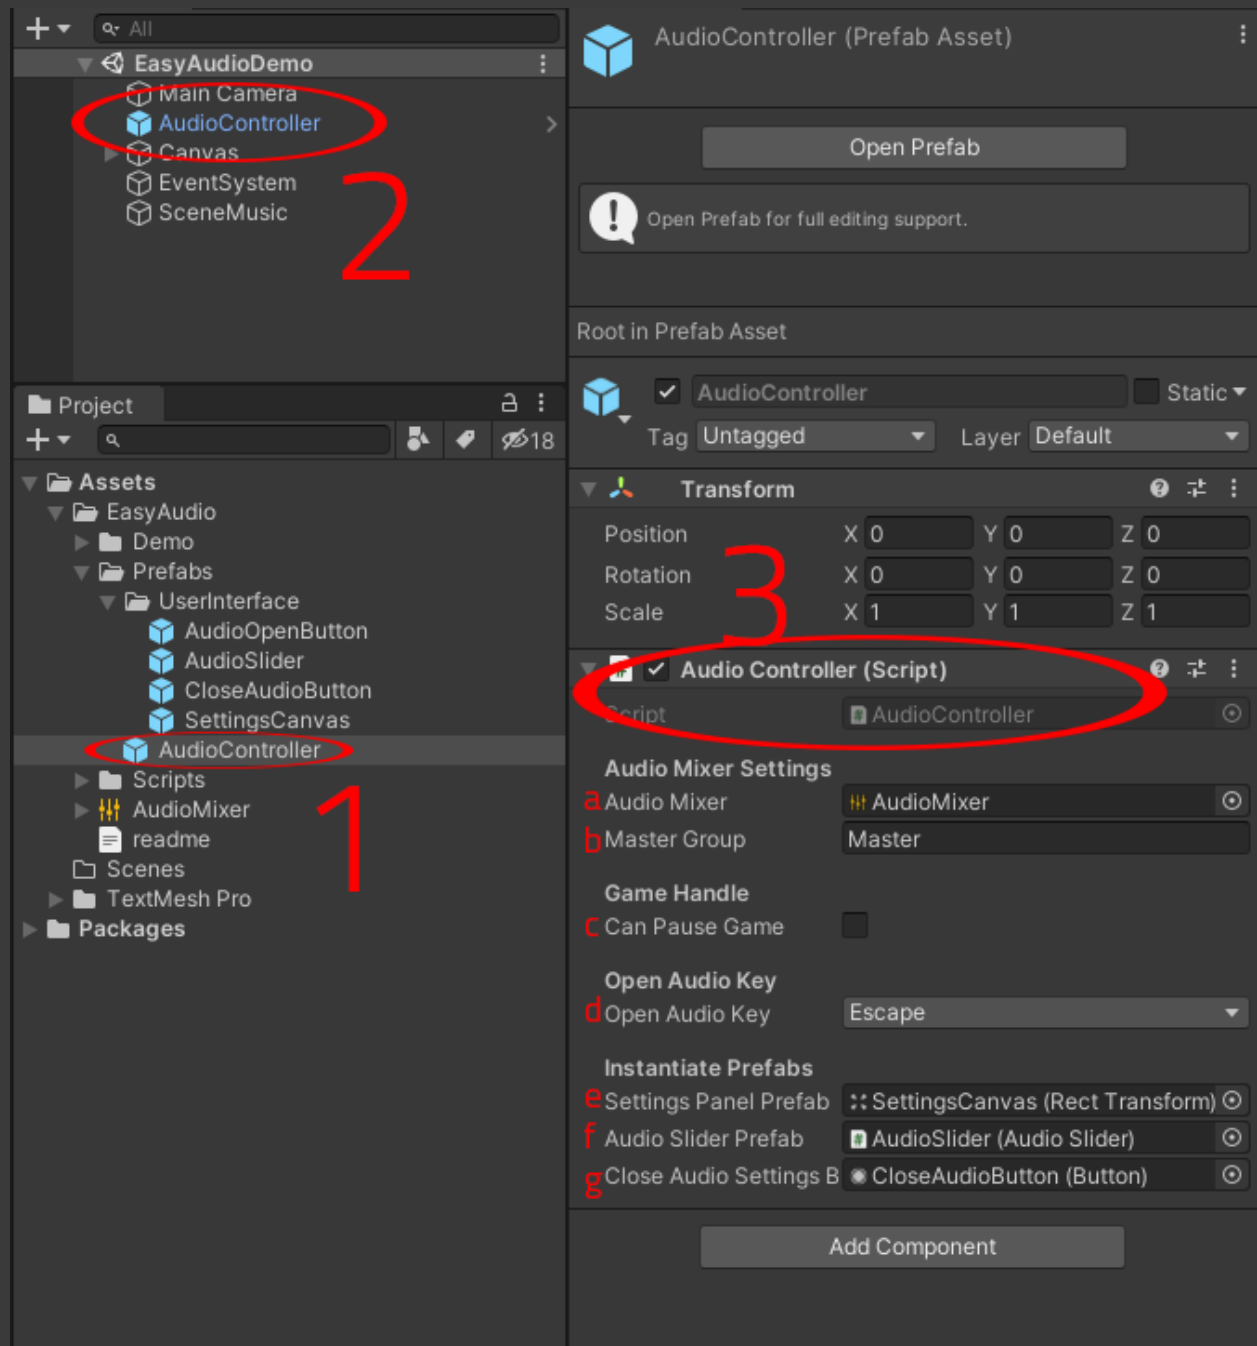 All
EasyAudioDemo
Main Camera
AudioController
Canvas
EventSystem
SceneMusic
2
Project
18
Assets
EasyAudio
Demo
Prefabs
UserInterface
AudioOpenButton
AudioSlider
CloseAudioButton
SettingsCanvas
AudioController
Scripts
AudioMixer
readme
Scenes
TextMesh Pro
Packages
1
AudioController (Prefab Asset)
Open Prefab
Open Prefab for full editing support.
Root in Prefab Asset
AudioController Static
Tag Untagged Layer Default
Transform
Position X 0 Y 0 Z 0
Rotation X 0 Y 0 Z 0
Scale X 1 Y 1 Z 1
3
# Audio Controller (Script)
Script # AudioController
Audio Mixer Settings
a Audio Mixer AudioMixer
b Master Group Master
Game Handle
c Can Pause Game
Open Audio Key
d Open Audio Key Escape
Instantiate Prefabs
e Settings Panel Prefab SettingsCanvas (Rect Transform)
f Audio Slider Prefab # AudioSlider (Audio Slider)
g Close Audio Settings B CloseAudioButton (Button)
Add Component